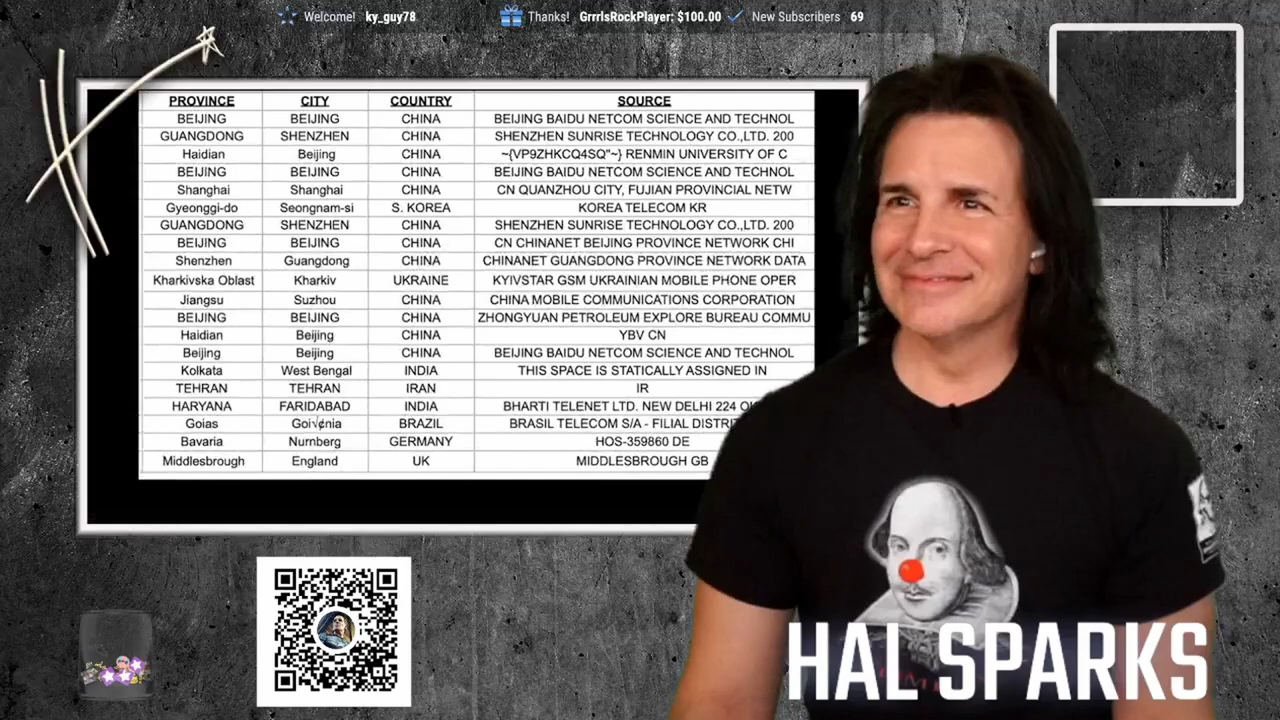 Welcome! ky_guy78 Thanks! GrrrlsRockPlayer: $100.00 New Subscribers 69
PROVINCE CITY COUNTRY SOURCE
BEIJING BEIJING CHINA BEIJING BAIDU NETCOM SCIENCE AND TECHNOL
GUANGDONG SHENZHEN CHINA SHENZHEN SUNRISE TECHNOLOGY CO.,LTD. 200
Haidian Beijing CHINA ~{VP9ZHKCQ4SQ"~} RENMIN UNIVERSITY OF C
BEIJING BEIJING CHINA BEIJING BAIDU NETCOM SCIENCE AND TECHNOL
Shanghai Shanghai CHINA CN QUANZHOU CITY, FUJIAN PROVINCIAL NETW
Gyeonggi-do Seongnam-si S. KOREA KOREA TELECOM KR
GUANGDONG SHENZHEN CHINA SHENZHEN SUNRISE TECHNOLOGY CO.,LTD. 200
BEIJING BEIJING CHINA CN CHINANET BEIJING PROVINCE NETWORK CHI
Shenzhen Guangdong CHINA CHINANET GUANGDONG PROVINCE NETWORK DATA
Kharkivska Oblast Kharkiv UKRAINE KYIVSTAR GSM UKRAINIAN MOBILE PHONE OPER
Jiangsu Suzhou CHINA CHINA MOBILE COMMUNICATIONS CORPORATION
BEIJING BEIJING CHINA ZHONGYUAN PETROLEUM EXPLORE BUREAU COMMU
Haidian Beijing CHINA YBV CN
Beijing Beijing CHINA BEIJING BAIDU NETCOM SCIENCE AND TECHNOL
Kolkata West Bengal INDIA THIS SPACE IS STATICALLY ASSIGNED IN
TEHRAN TEHRAN IRAN IR
HARYANA FARIDABAD INDIA BHARTI TELENET LTD. NEW DELHI 224
Goias Goi√¢nia BRAZIL BRASIL TELECOM S/A - FILIAL
Bavaria Nurnberg GERMANY HOS-359860 DE
Middlesbrough England UK MIDDLESBROUGH GB
HAL SPARKS